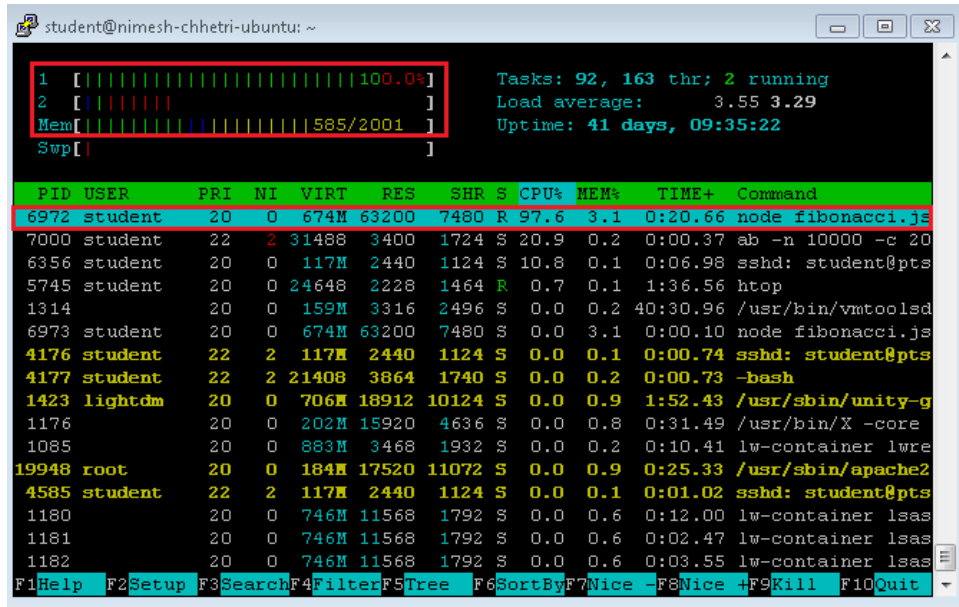 student@nimesh-chhetri-ubuntu: ~
1 [||||||||||||||||||||||||100.0%] Tasks: 92, 163 thr; 2 running
2 [||||||||| ] Load average: 3.55 3.29
Mem[||||||||||||||||||||585/2001 ] Uptime: 41 days, 09:35:22
Swp[| ]
PID USER PRI NI VIRT RES SHR S CPU% MEM% TIME+ Command
6972 student 20 0 674M 63200 7480 R 97.6 3.1 0:20.66 node fibonacci.js
7000 student 22 2 31488 3400 1724 S 20.9 0.2 0:00.37 ab -n 10000 -c 20
6356 student 20 0 117M 2440 1124 S 10.8 0.1 0:06.98 sshd: student@pts
5745 student 20 0 24648 2228 1464 R 0.7 0.1 1:36.56 htop
1314 20 0 159M 3316 2496 S 0.0 0.2 40:30.96 /usr/bin/vmtoolsd
6973 student 20 0 674M 63200 7480 S 0.0 3.1 0:00.10 node fibonacci.js
4176 student 22 2 117M 2440 1124 S 0.0 0.1 0:00.74 sshd: student@pts
4177 student 22 2 21408 3864 1740 S 0.0 0.2 0:00.73 -bash
1423 lightdm 20 0 706M 18912 10124 S 0.0 0.9 1:52.43 /usr/sbin/unity-g
1176 20 0 202M 15920 4636 S 0.0 0.8 0:31.49 /usr/bin/X -core
1085 20 0 883M 3468 1932 S 0.0 0.2 0:10.41 lw-container lwre
19948 root 20 0 184M 17520 11072 S 0.0 0.9 0:25.33 /usr/sbin/apache2
4585 student 22 2 117M 2440 1124 S 0.0 0.1 0:01.02 sshd: student@pts
1180 20 0 746M 11568 1792 S 0.0 0.6 0:12.00 lw-container lsas
1181 20 0 746M 11568 1792 S 0.0 0.6 0:02.47 lw-container lsas
1182 20 0 746M 11568 1792 S 0.0 0.6 0:03.55 lw-container lsas
F1Help F2Setup F3SearchF4FilterF5Tree F6SortByF7Nice -F8Nice +F9Kill F10Quit